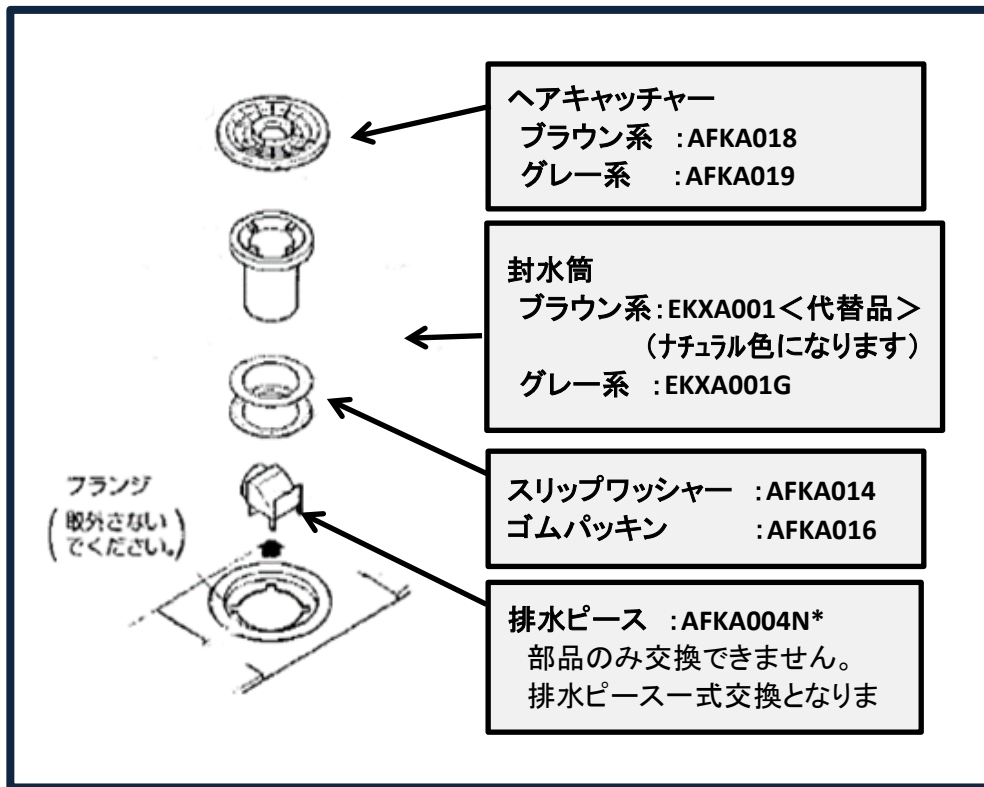 ヘアキャッチャー
ブラウン系 :AFKA018
グレー系 :AFKA019
封水筒
ブラウン系:EKXA001<代替品>
(ナチュラル色になります)
グレー系 :EKXA001G
スリップワッシャー :AFKA014
ゴムパッキン :AFKA016
フランジ
(取外さない
でください。)
排水ピース :AFKA004N*
部品のみ交換できません。
排水ピース一式交換となりま